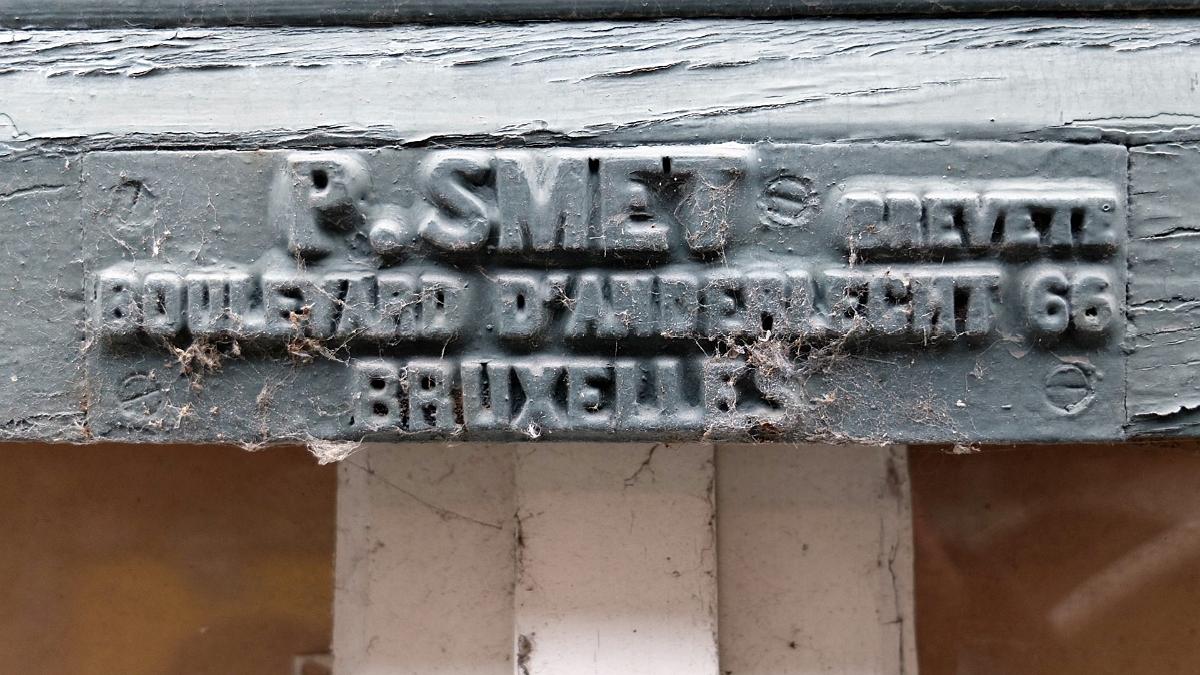 P. SMET BREVETÉ
BOULEVARD D'ANDERLECHT 66
BRUXELLES